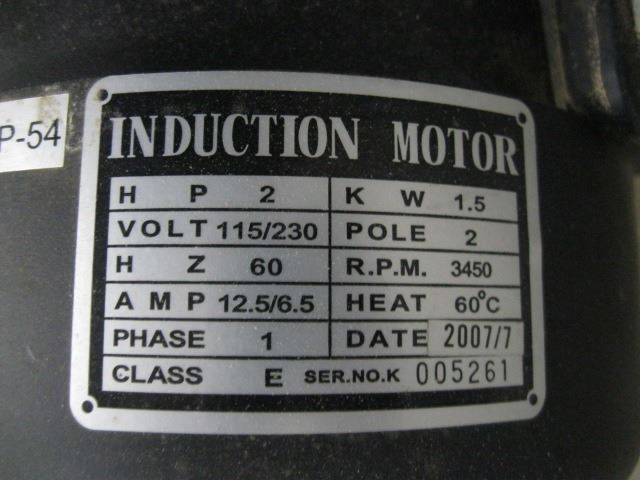 P-54
INDUCTION MOTOR
H P 2 K W 1.5
VOLT 115/230 POLE 2
H Z 60 R.P.M. 3450
AMP 12.5/6.5 HEAT 60°C
PHASE 1 DATE 2007/7
CLASS E SER.NO.K 005261